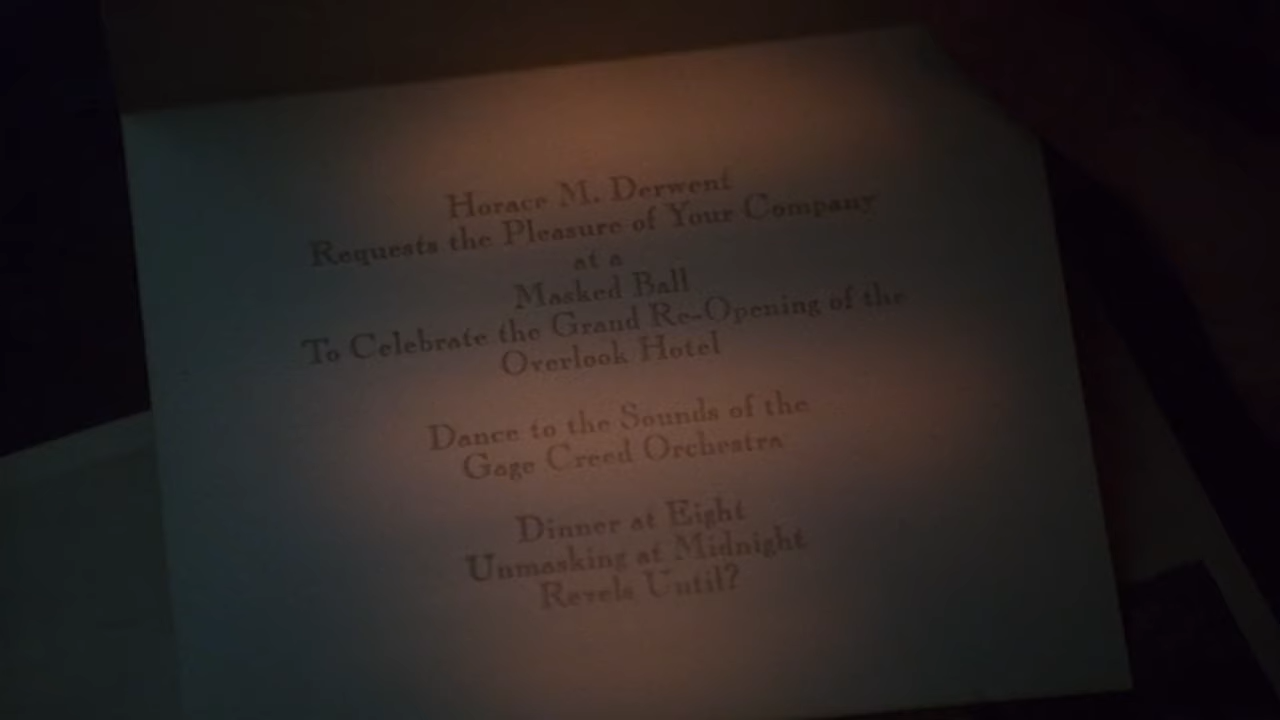 Horace M. Derwent
Requests the Pleasure of Your Company
at a
Masked Ball
To Celebrate the Grand Re-Opening of the
Overlook Hotel
Dance to the Sounds of the
Gage Creed Orchestra
Dinner at Eight
Unmasking at Midnight
Revels Until?